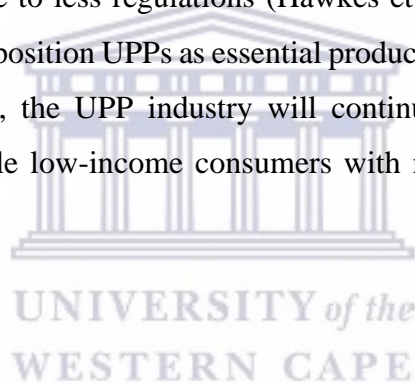 e to less regulations (Hawkes et
position UPPs as essential produc
, the UPP industry will continu
le low-income consumers with
UNIVERSITY of the
WESTERN CAPE